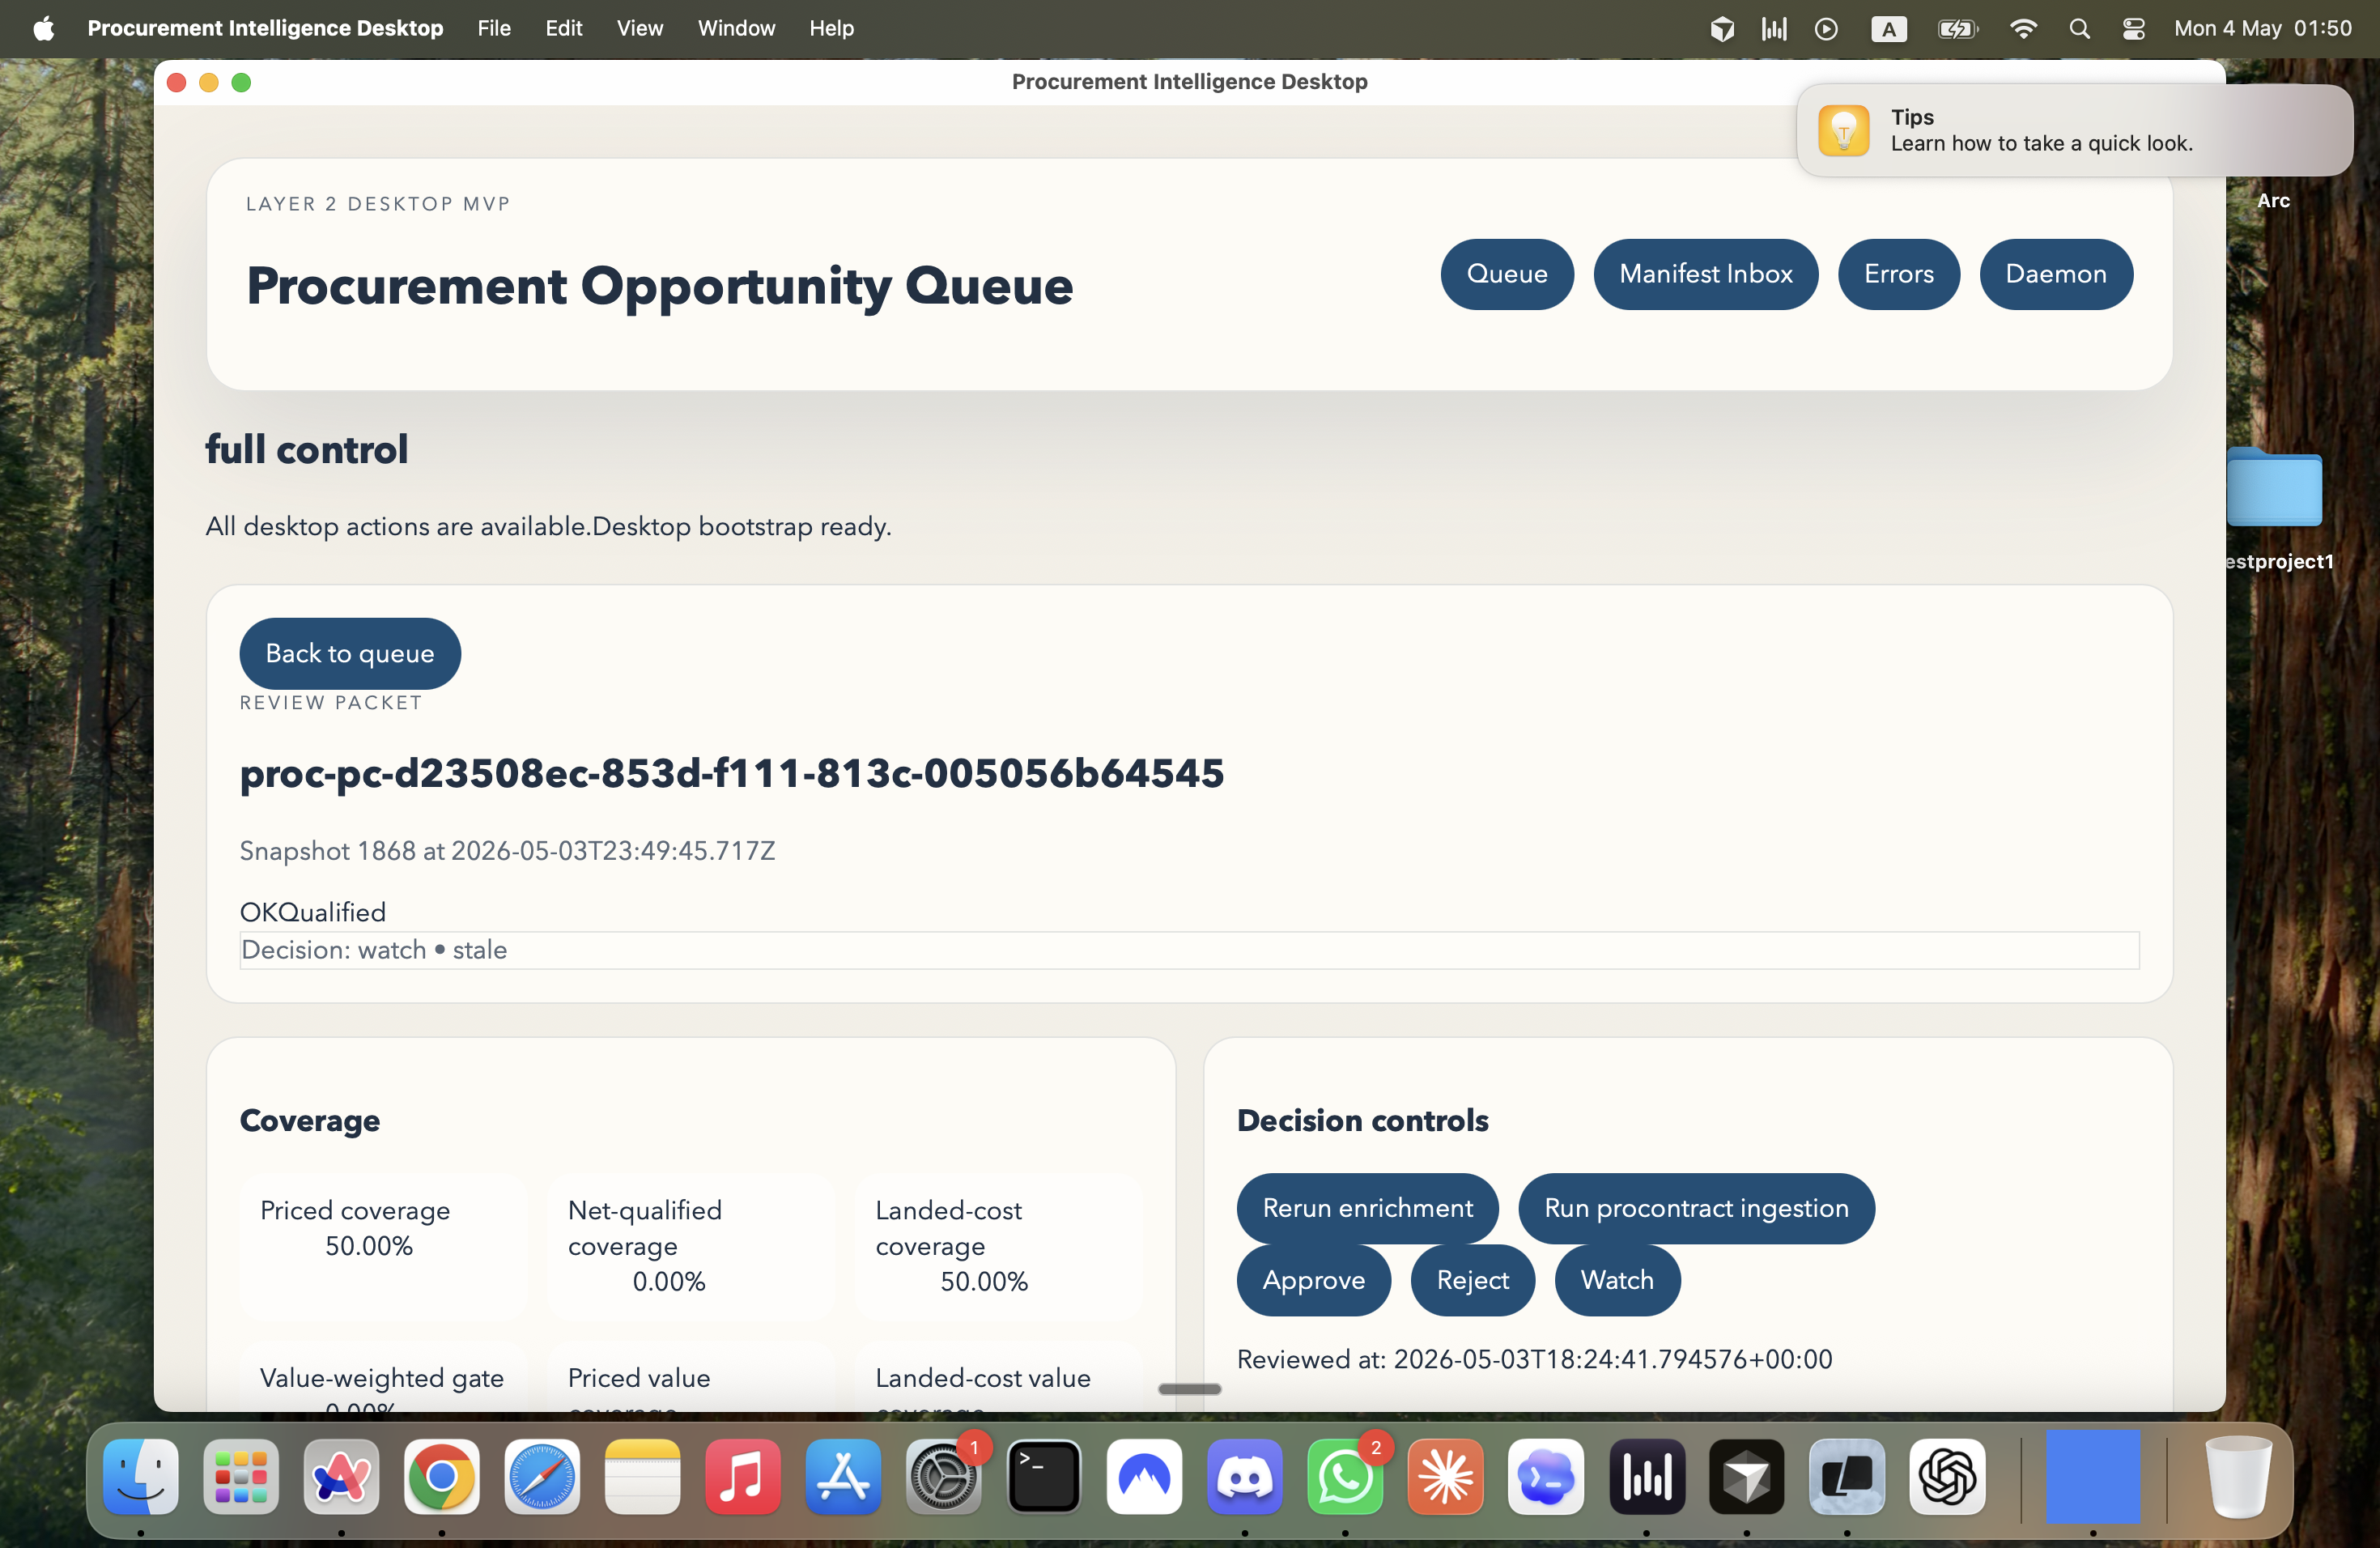 Procurement Intelligence Desktop File Edit View Window Help A Mon 4 May 01:50
Procurement Intelligence Desktop
Tips
Learn how to take a quick look.
Arc
LAYER 2 DESKTOP MVP
Procurement Opportunity Queue
Queue Manifest Inbox Errors Daemon
full control
All desktop actions are available.Desktop bootstrap ready.
estproject1
Back to queue
REVIEW PACKET
proc-pc-d23508ec-853d-f111-813c-005056b64545
Snapshot 1868 at 2026-05-03T23:49:45.717Z
OKQualified
Decision: watch • stale
Coverage
Priced coverage
50.00%
Net-qualified
coverage
0.00%
Landed-cost
coverage
50.00%
Value-weighted gate
0.00%
Priced value
coverage
Landed-cost value
coverage
Decision controls
Rerun enrichment Run procontract ingestion
Approve Reject Watch
Reviewed at: 2026-05-03T18:24:41.794576+00:00
1
2